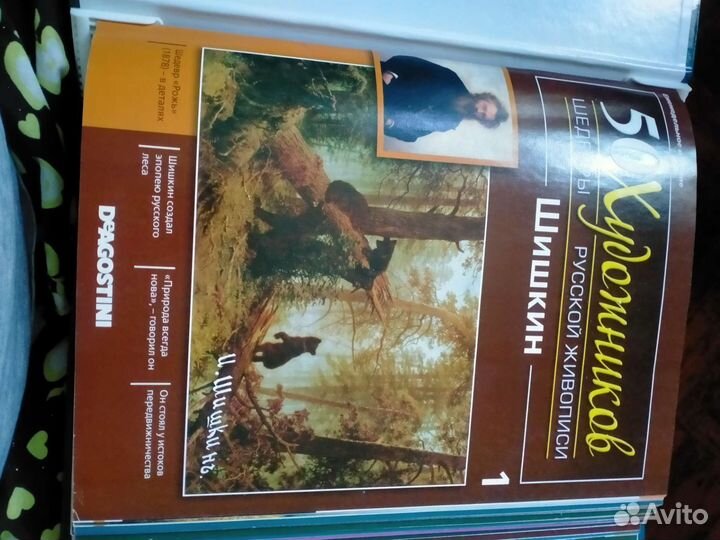 50 Художников
ШЕДЕВРЫ РУССКОЙ ЖИВОПИСИ
ШИШКИН
1
И. Шишкинъ.
Шедевр «Рожь»
(1878) – в деталях
Шишкин создал
эпопею русского
леса
«Природа всегда
нова», – говорил он
Он стоял у истоков
передвижничества
DEAGOSTINI
Avito